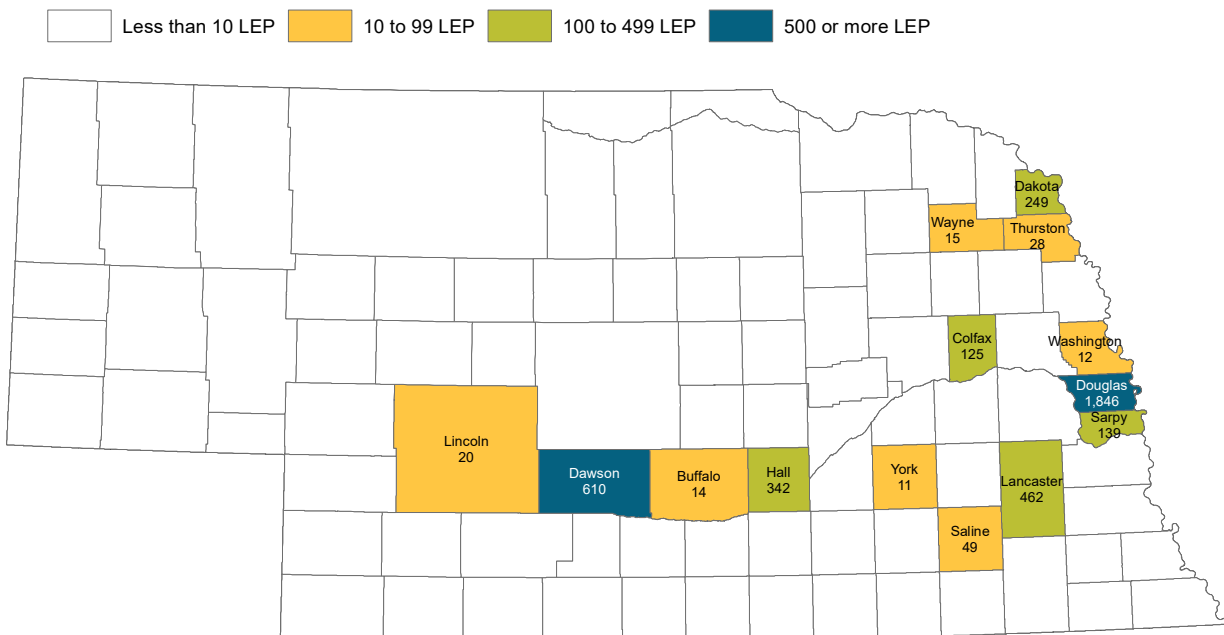 Less than 10 LEP
10 to 99 LEP
100 to 499 LEP
500 or more LEP
Dakota
249
Wayne
15
Thurston
28
Colfax
125
Washington
12
Douglas
1,846
Sarpy
139
Lincoln
20
Dawson
610
Buffalo
14
Hall
342
York
11
Lancaster
462
Saline
49